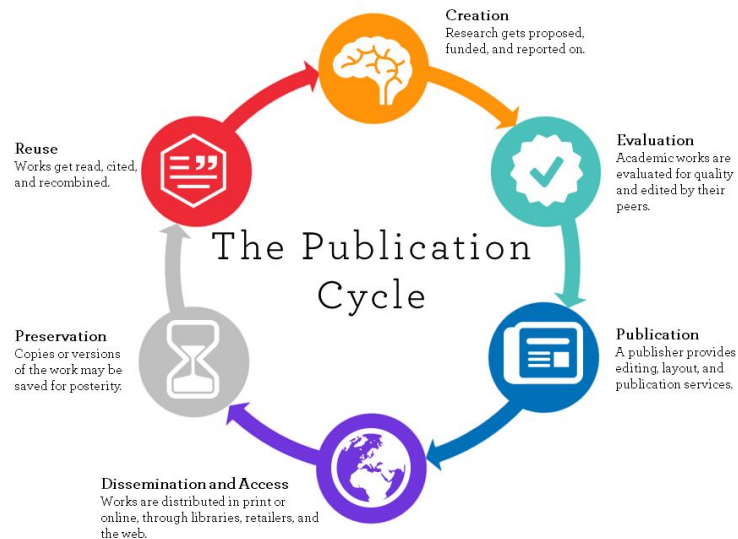 Creation
Research gets proposed,
funded, and reported on.
Evaluation
Academic works are
evaluated for quality
and edited by their
peers.
Publication
A publisher provides
editing, layout, and
publication services.
Dissemination and Access
Works are distributed in print or
online, through libraries, retailers, and
the web.
Preservation
Copies or versions
of the work may be
saved for posterity.
Reuse
Works get read, cited,
and recombined.
The Publication
Cycle